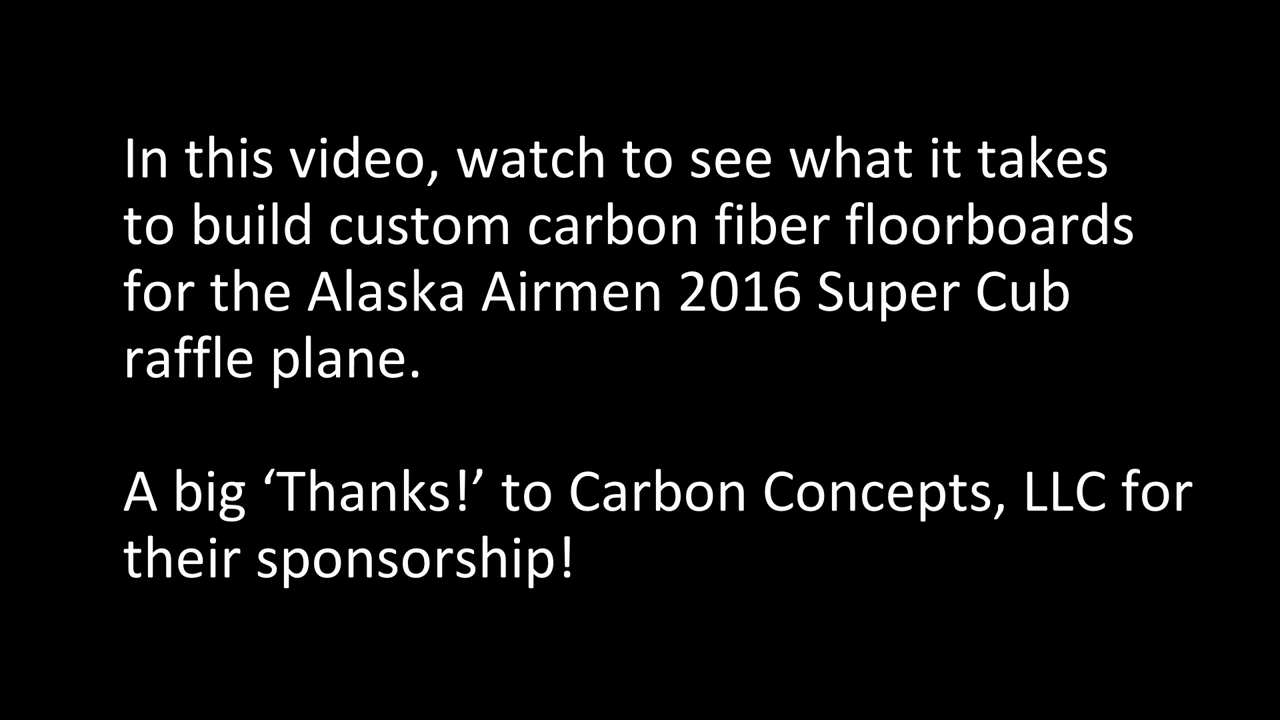 In this video, watch to see what it takes
to build custom carbon fiber floorboards
for the Alaska Airmen 2016 Super Cub
raffle plane.
A big ‘Thanks!’ to Carbon Concepts, LLC for
their sponsorship!